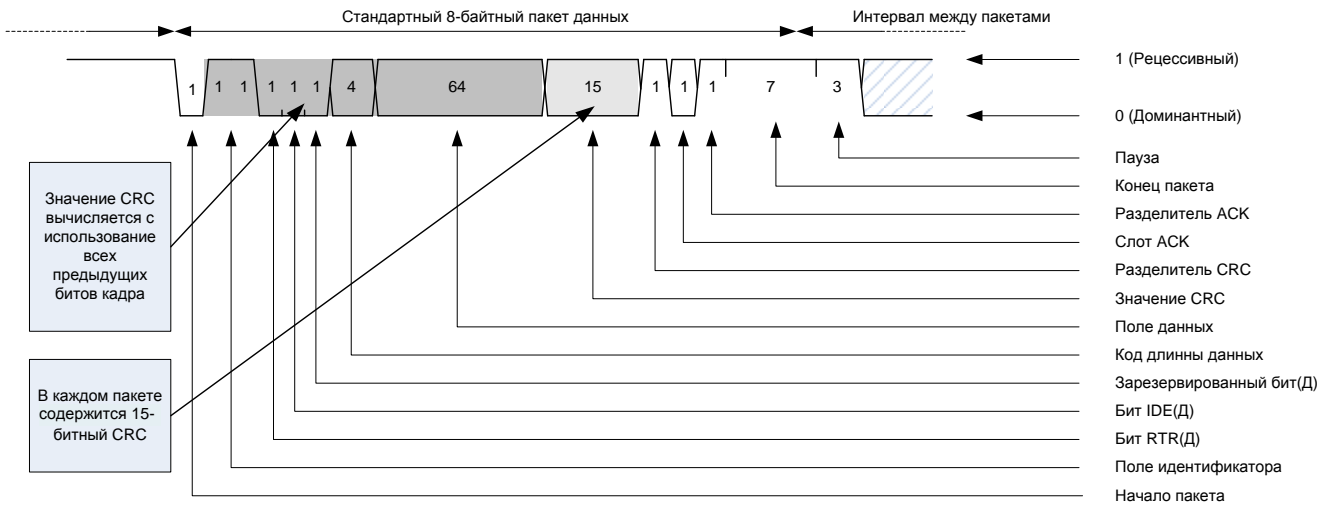 Стандартный 8-байтный пакет данных
Интервал между пакетами
1 1 1 1 1 1 4 64 15 1 1 1 7 3
1 (Рецессивный)
0 (Доминантный)
Пауза
Конец пакета
Разделитель ACK
Слот ACK
Разделитель CRC
Значение CRC
Поле данных
Код длинны данных
Зарезервированный бит(Д)
Бит IDE(Д)
Бит RTR(Д)
Поле идентификатора
Начало пакета
Значение CRC
вычисляется с
использование
всех
предыдущих
битов кадра
В каждом пакете
содержится 15-
битный CRC